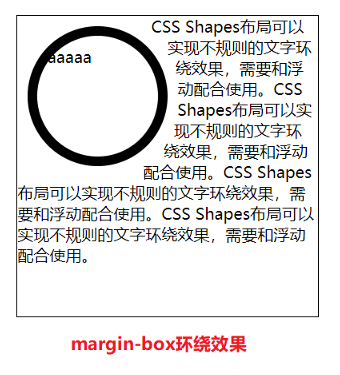 CSS Shapes布局可以
实现不规则的文字环
aaaaa
绕效果，需要和浮
动配合使用。CSS
Shapes布局可以实
现不规则的文字环
绕效果，需要和浮动
配合使用。CSS Shapes
布局可以实现不规则的文字环绕效果，需
要和浮动配合使用。CSS Shapes布局可以
实现不规则的文字环绕效果，需要和浮动
配合使用。
margin-box环绕效果